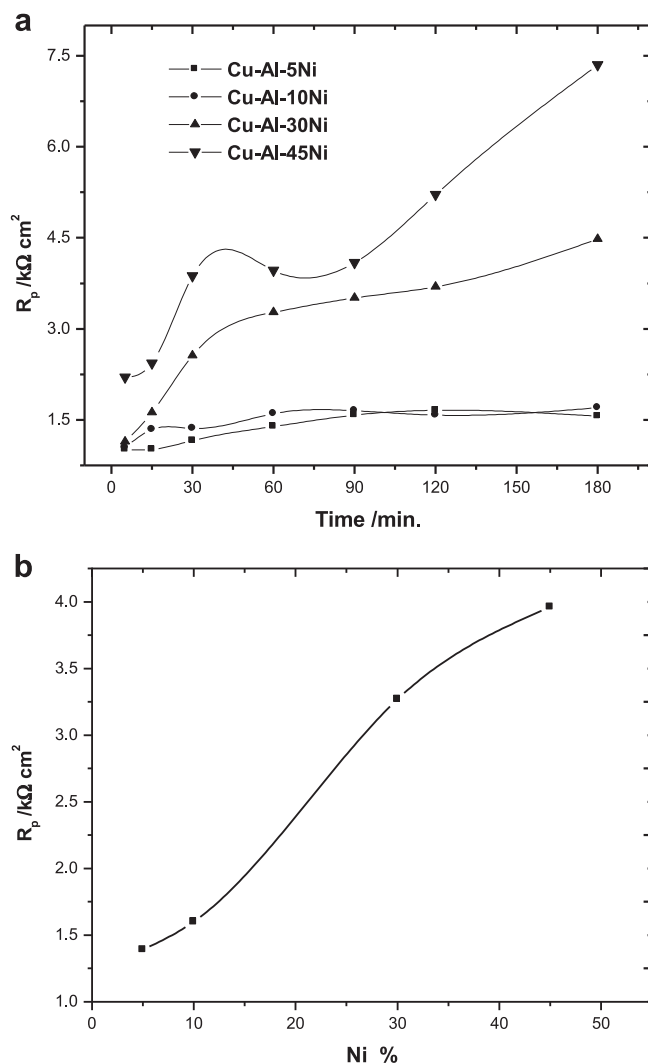 a
7.5
6.0
4.5
3.0
1.5
R_p /kΩ cm²
Cu-Al-5Ni
Cu-Al-10Ni
Cu-Al-30Ni
Cu-Al-45Ni
0 30 60 90 120 150 180
Time /min.
b
4.0
3.5
3.0
2.5
2.0
1.5
1.0
R_p /kΩ cm²
0 10 20 30 40 50
Ni %